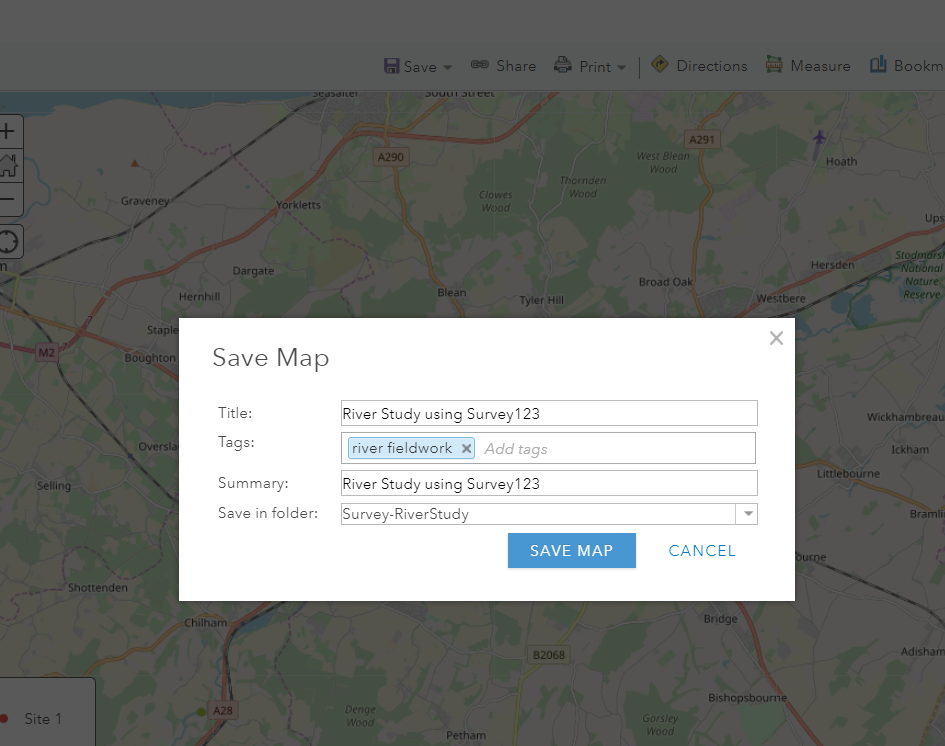 Save Share Print Directions Measure Bookm
Seasalter South Street
A291
A290
West Blean
Wood
Hoath
Thornden
Wood
Clowes
Wood
Graveney
Yorkletts
Ups
Stodmarsh
National
Nature
Reserve
Hersden
Dargate
Broad Oak
Hernhill
Blean
Tyler Hill
Westbere
m
Staple
M2
Boughton
Save Map
Title: River Study using Survey123
Tags: river fieldwork Add tags
Summary: River Study using Survey123
Save in folder: Survey-RiverStudy
SAVE MAP CANCEL
Wickhambreau
Overslan
Ickham
Littlebourne
Selling
Bramli
ourne
Shottenden
Chilham
Bridge
B2068
Adisham
Bishopsbourne
A28
Denge
Wood
Site 1
Gorsley
Wood
Petham